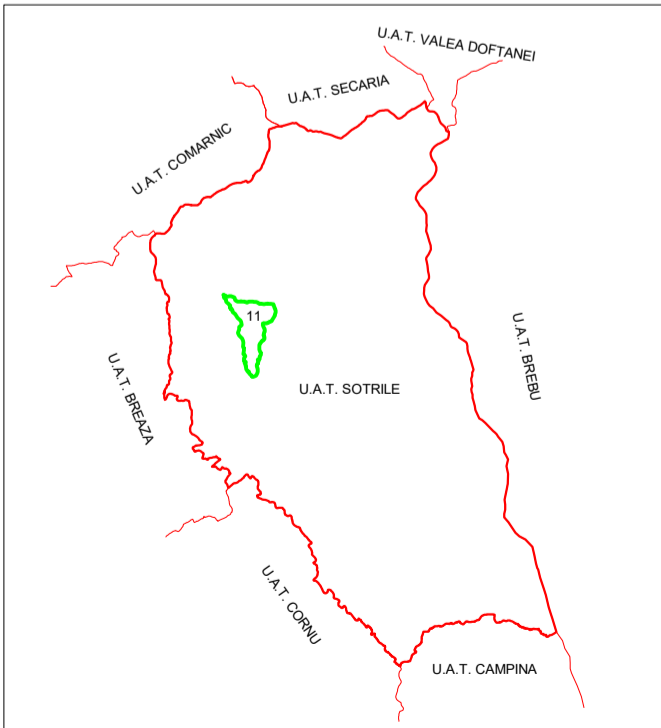 U.A.T. VALEA DOFTANEI
U.A.T. SECARIA
U.A.T. COMARNIC
11
U.A.T. BREBU
U.A.T. BREAZA
U.A.T. SOTRILE
U.A.T. CORNU
U.A.T. CAMPINA